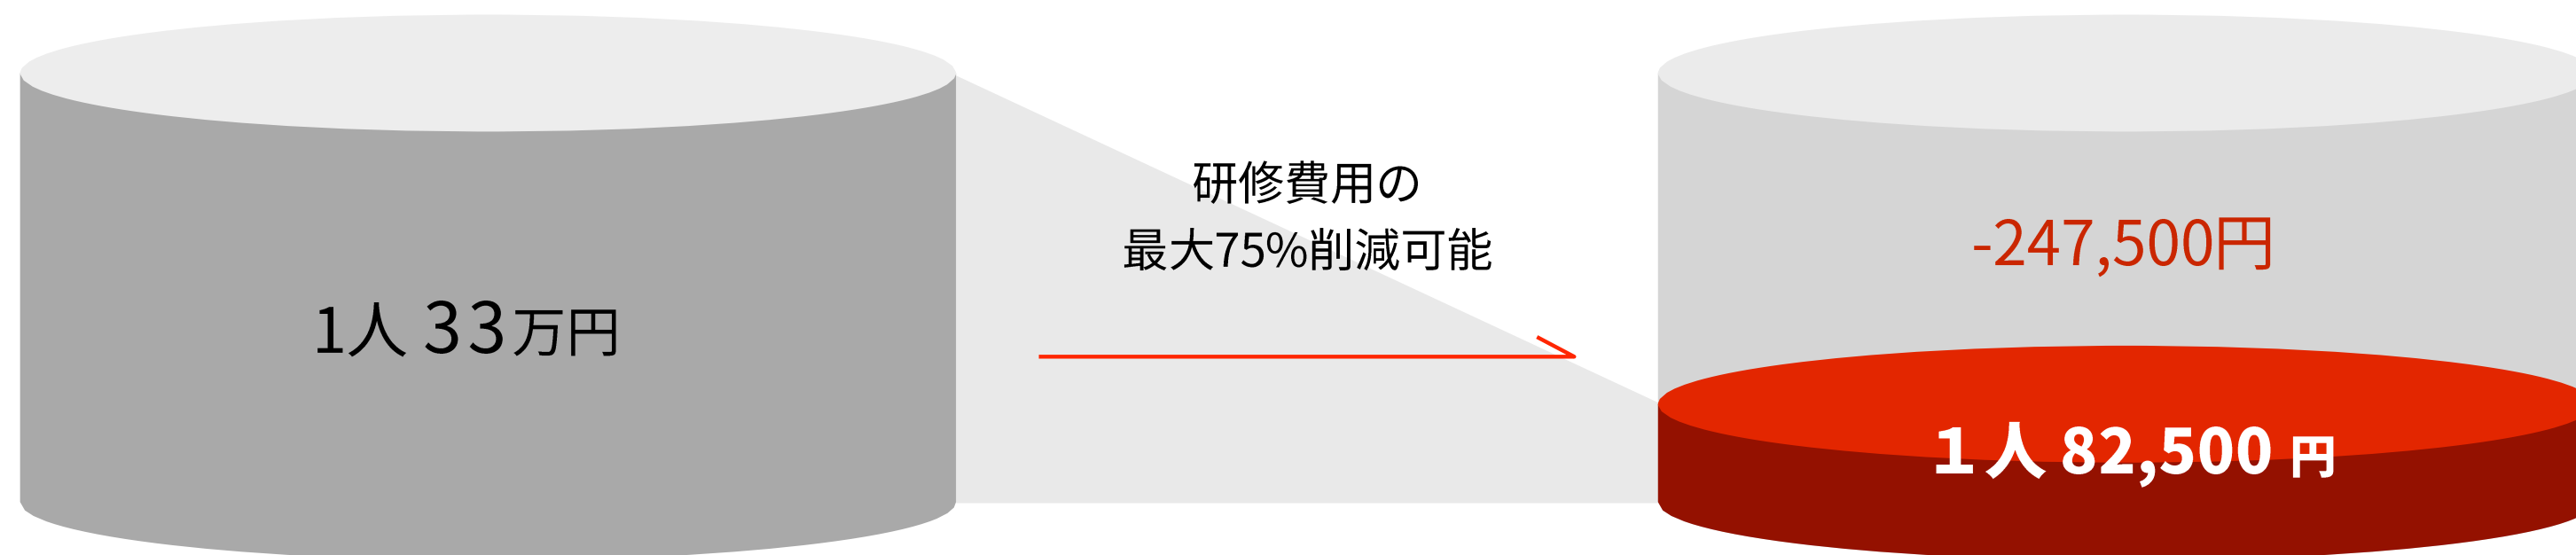 1人 33万円
研修費用の
最大75%削減可能
-247,500円
1人 82,500 円